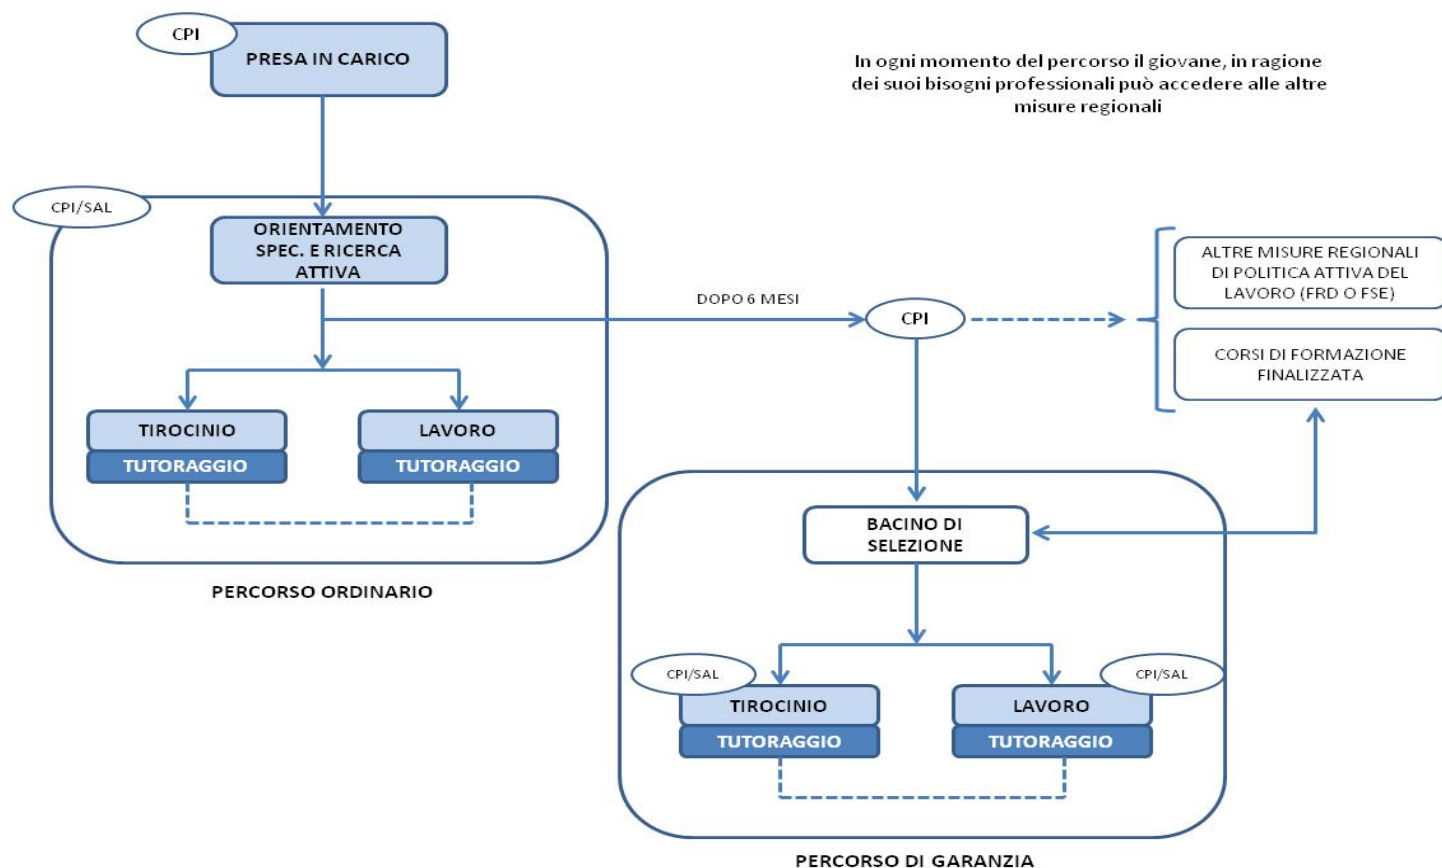 CPI
PRESA IN CARICO
In ogni momento del percorso il giovane, in ragione
dei suoi bisogni professionali può accedere alle altre
misure regionali
CPI/SAL
ORIENTAMENTO
SPEC. E RICERCA
ATTIVA
DOPO 6 MESI
CPI
ALTRE MISURE REGIONALI
DI POLITICA ATTIVA DEL
LAVORO (FRD O FSE)
CORSI DI FORMAZIONE
FINALIZZATA
TIROCINIO
TUTORAGGIO
LAVORO
TUTORAGGIO
PERCORSO ORDINARIO
BACINO DI
SELEZIONE
CPI/SAL
TIROCINIO
TUTORAGGIO
CPI/SAL
LAVORO
TUTORAGGIO
PERCORSO DI GARANZIA